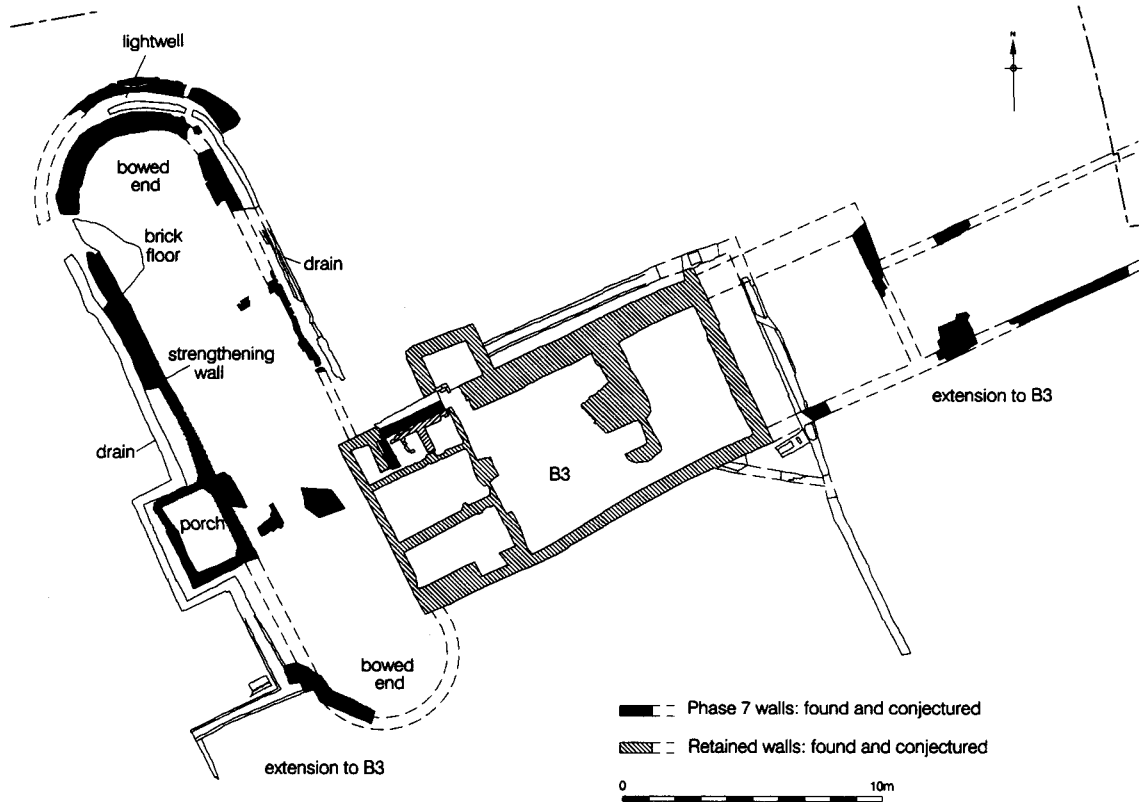 lightwell
N
bowed
end
brick
floor
drain
strengthening
wall
extension to B3
drain
B3
porch
bowed
end
Phase 7 walls: found and conjectured
Retained walls: found and conjectured
extension to B3
0 10m